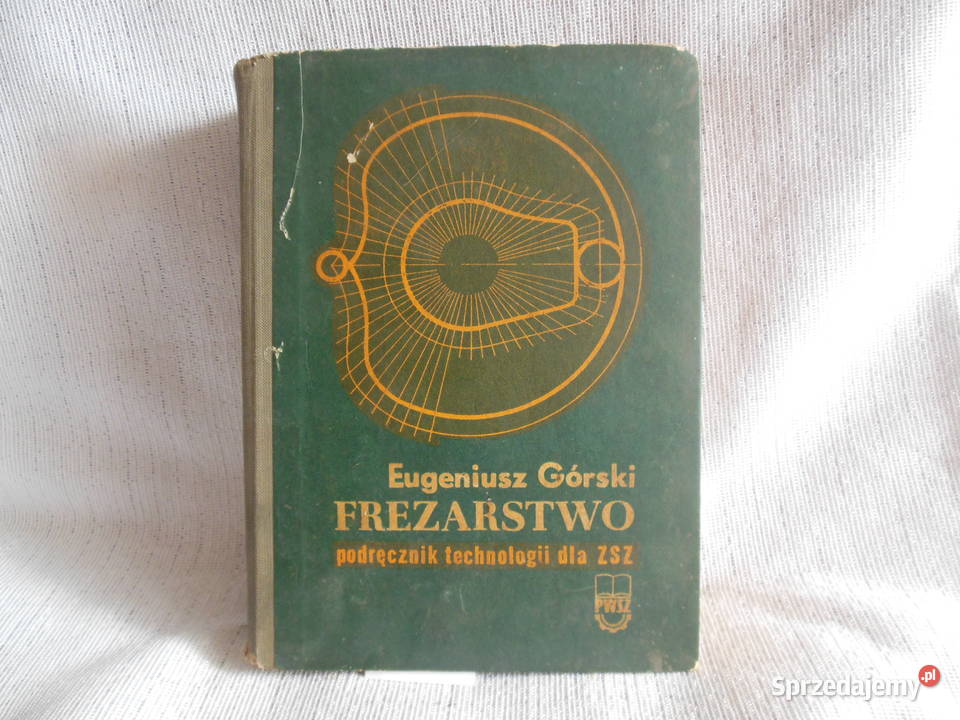 Eugeniusz Górski
FREZARSTWO
podręcznik technologii dla ZSZ
PWSZ
Sprzedajemy.pl